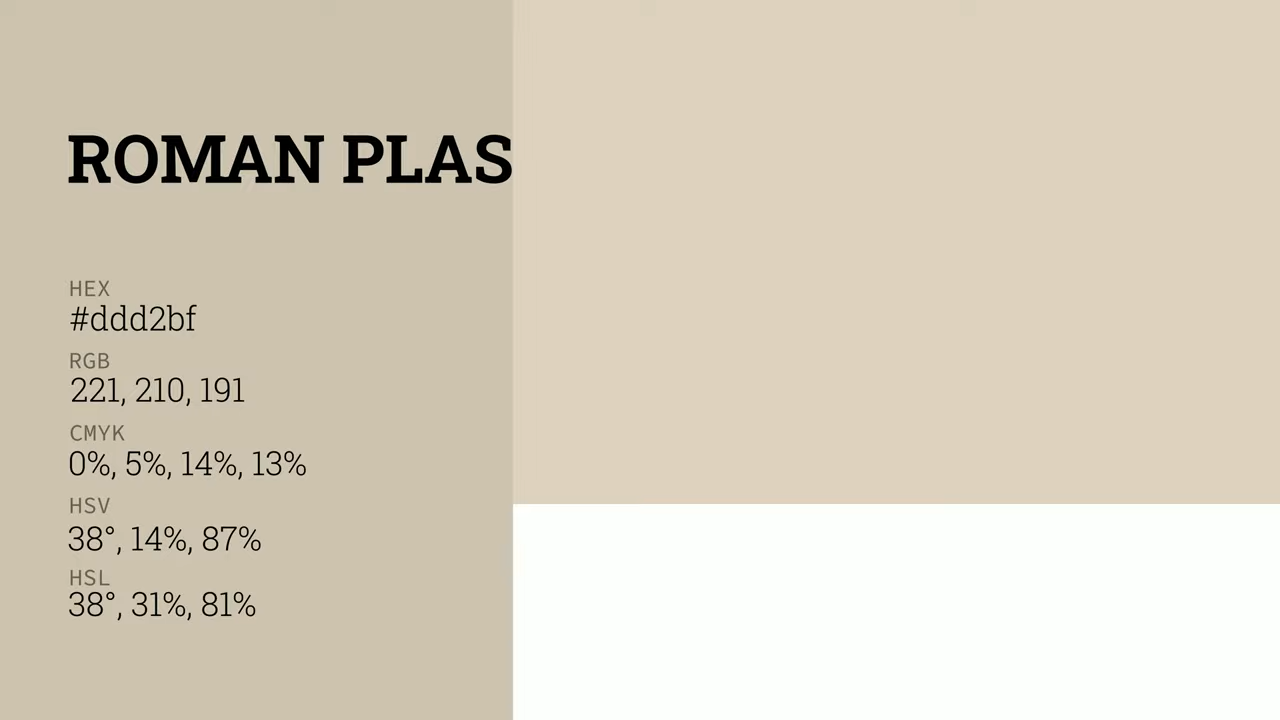 ROMAN PLAS
HEX
#ddd2bf
RGB
221, 210, 191
CMYK
0%, 5%, 14%, 13%
HSV
38°, 14%, 87%
HSL
38°, 31%, 81%